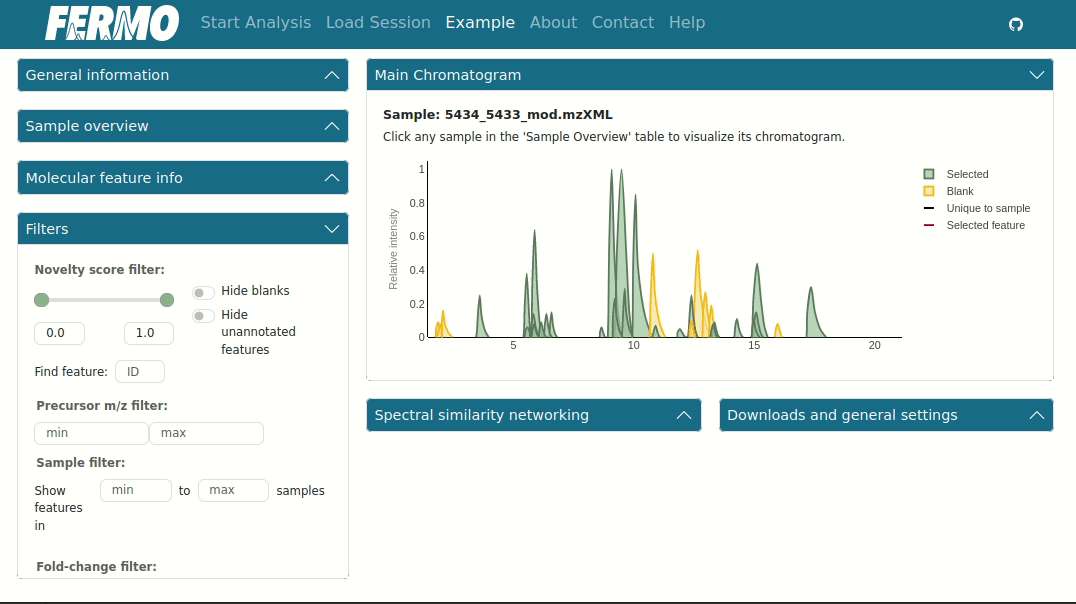 FERMO Start Analysis Load Session Example About Contact Help
General information
Sample overview
Molecular feature info
Filters
Novelty score filter:
Hide blanks
Hide
unannotated
features
0.0 1.0
Find feature: ID
Precursor m/z filter:
min max
Sample filter:
Show
features
in
min to max samples
Fold-change filter:
Main Chromatogram
Sample: 5434_5433_mod.mzXML
Click any sample in the 'Sample Overview' table to visualize its chromatogram.
Relative intensity
1
0.8
0.6
0.4
0.2
0
5 10 15 20
Selected
Blank
Unique to sample
Selected feature
Spectral similarity networking
Downloads and general settings